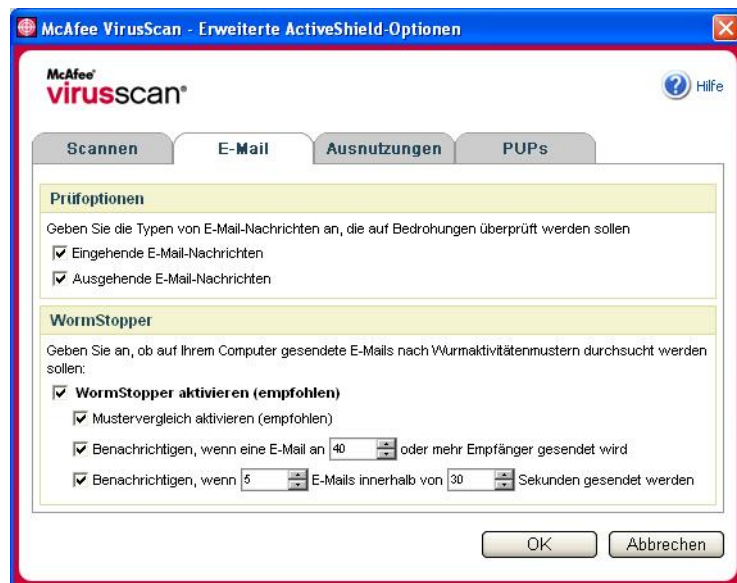 McAfee VirusScan - Erweiterte ActiveShield-Optionen
McAfee®
virusscan®
? Hilfe
Scannen E-Mail Ausnutzungen PUPs
Prüfoptionen
Geben Sie die Typen von E-Mail-Nachrichten an, die auf Bedrohungen überprüft werden sollen
Eingehende E-Mail-Nachrichten
Ausgehende E-Mail-Nachrichten
WormStopper
Geben Sie an, ob auf Ihrem Computer gesendete E-Mails nach Wurmaktivitätenmustern durchsucht werden
sollen:
WormStopper aktivieren (empfohlen)
Mustervergleich aktivieren (empfohlen)
Benachrichtigen, wenn eine E-Mail an 40 oder mehr Empfänger gesendet wird
Benachrichtigen, wenn 5 E-Mails innerhalb von 30 Sekunden gesendet werden
OK Abbrechen